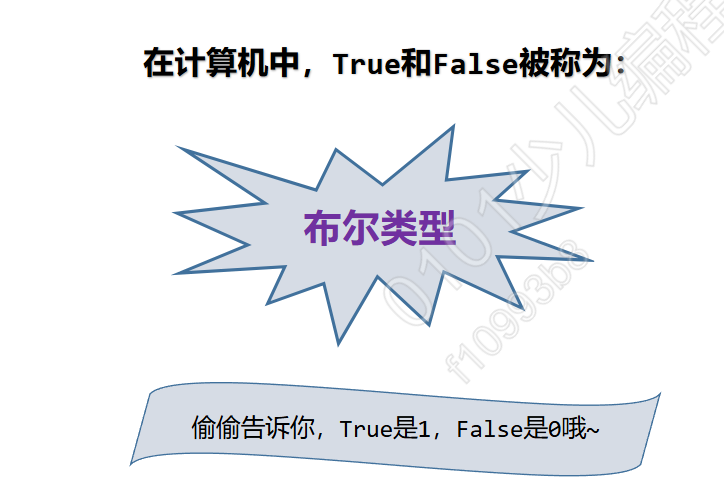 在计算机中，True和False被称为：
布尔类型
偷偷告诉你，True是1，False是0哦~
0101少儿编程
f10993b8